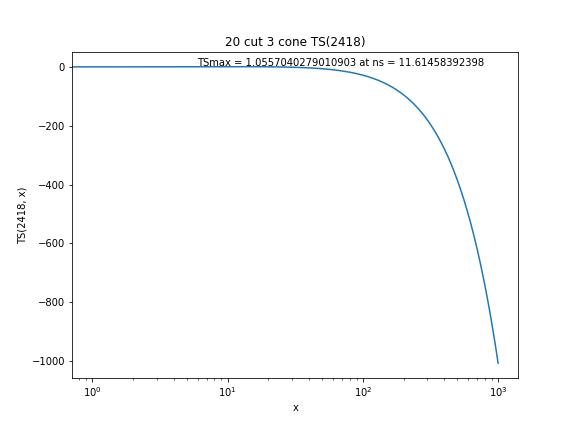 20 cut 3 cone TS(2418)
TSmax = 1.0557040279010903 at ns = 11.61458392398
0
−200
−400
−600
−800
−1000
TS(2418, x)
10⁰
10¹
10²
10³
x